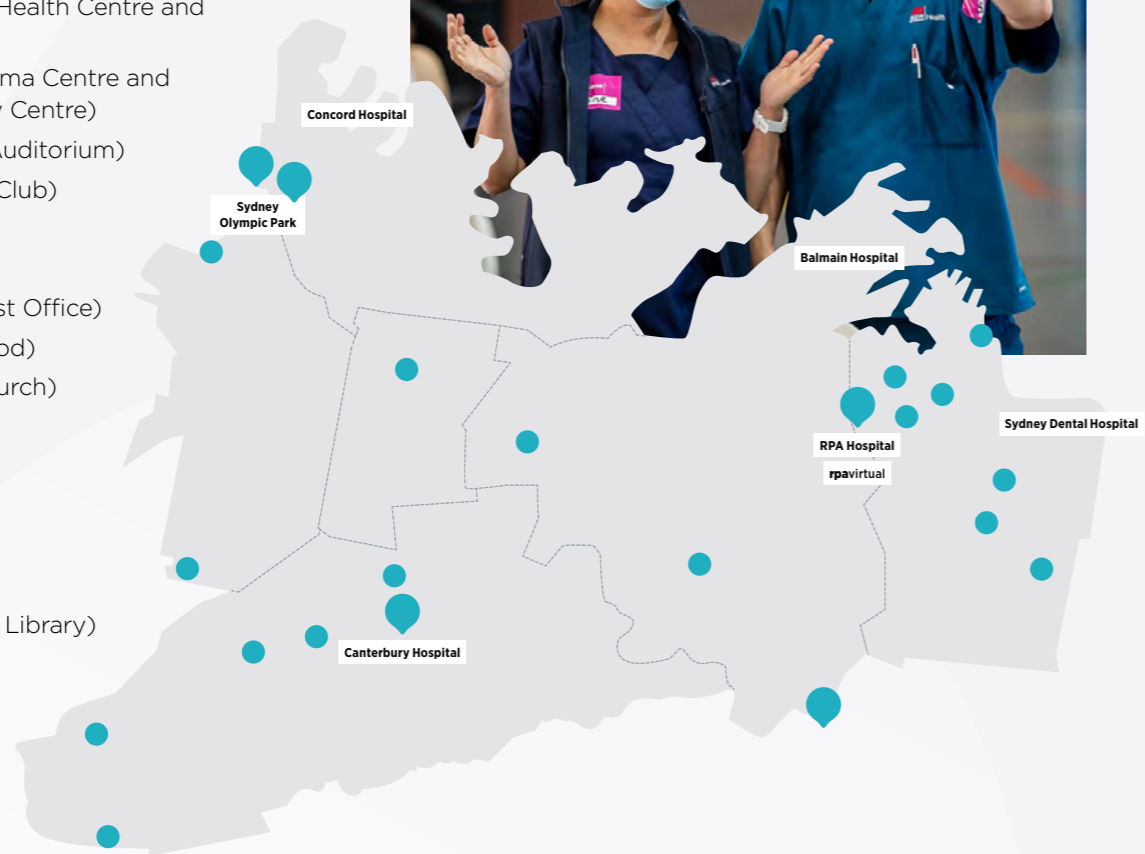 Health Centre and
ma Centre and
Centre)
Auditorium)
Club)
st Office)
od)
urch)
Library)
Concord Hospital
Sydney
Olympic Park
Balmain Hospital
RPA Hospital
rpavirtual
Sydney Dental Hospital
Canterbury Hospital
Health